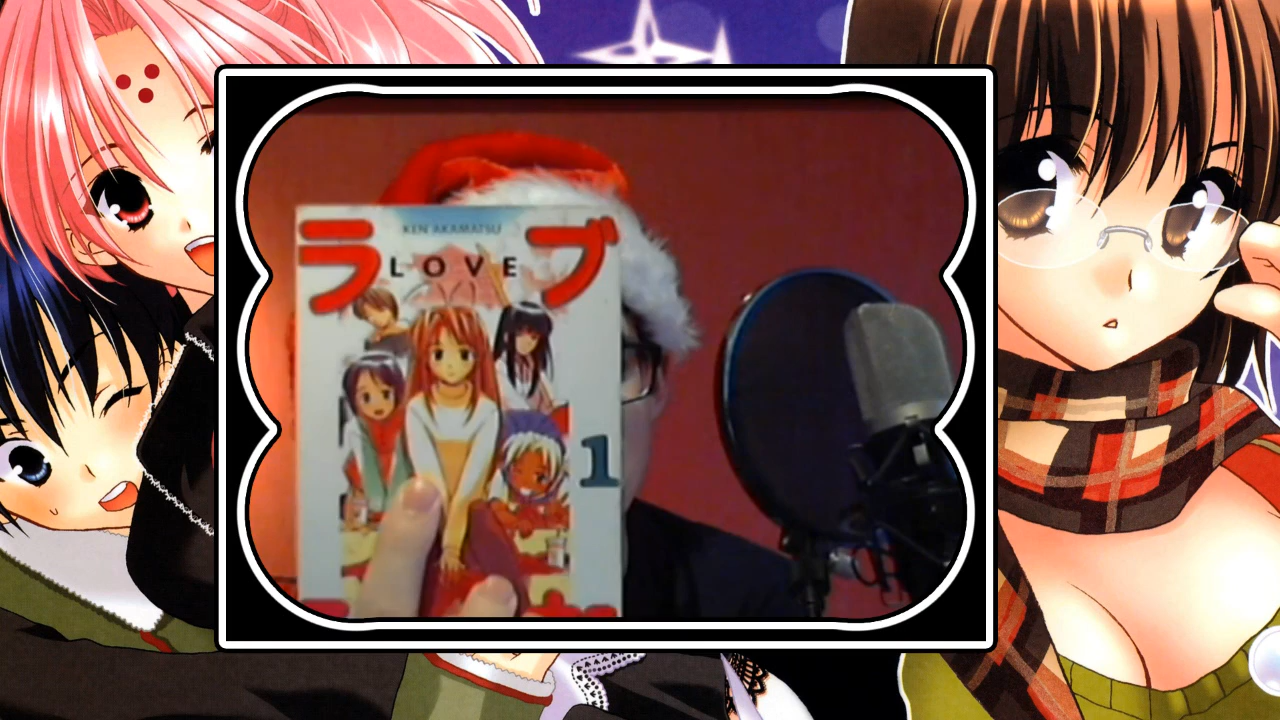 KEN AKAMATSU
ラ LOVE ブ
1